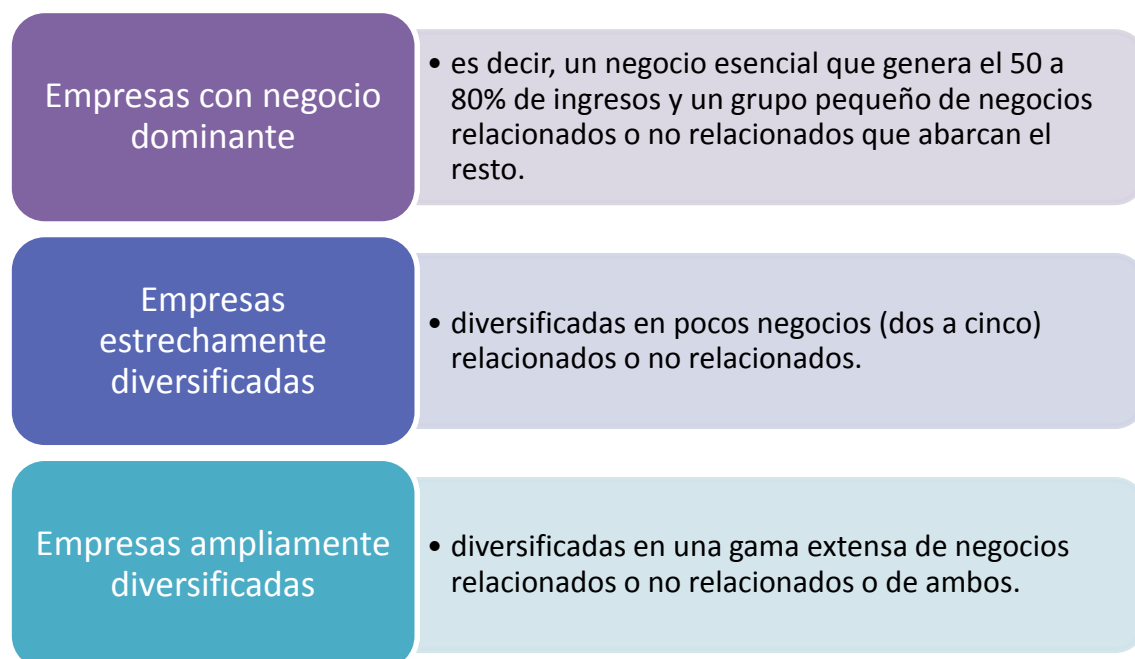 Empresas con negocio
dominante
• es decir, un negocio esencial que genera el 50 a
80% de ingresos y un grupo pequeño de negocios
relacionados o no relacionados que abarcan el
resto.
Empresas
estrechamente
diversificadas
• diversificadas en pocos negocios (dos a cinco)
relacionados o no relacionados.
Empresas ampliamente
diversificadas
• diversificadas en una gama extensa de negocios
relacionados o no relacionados o de ambos.